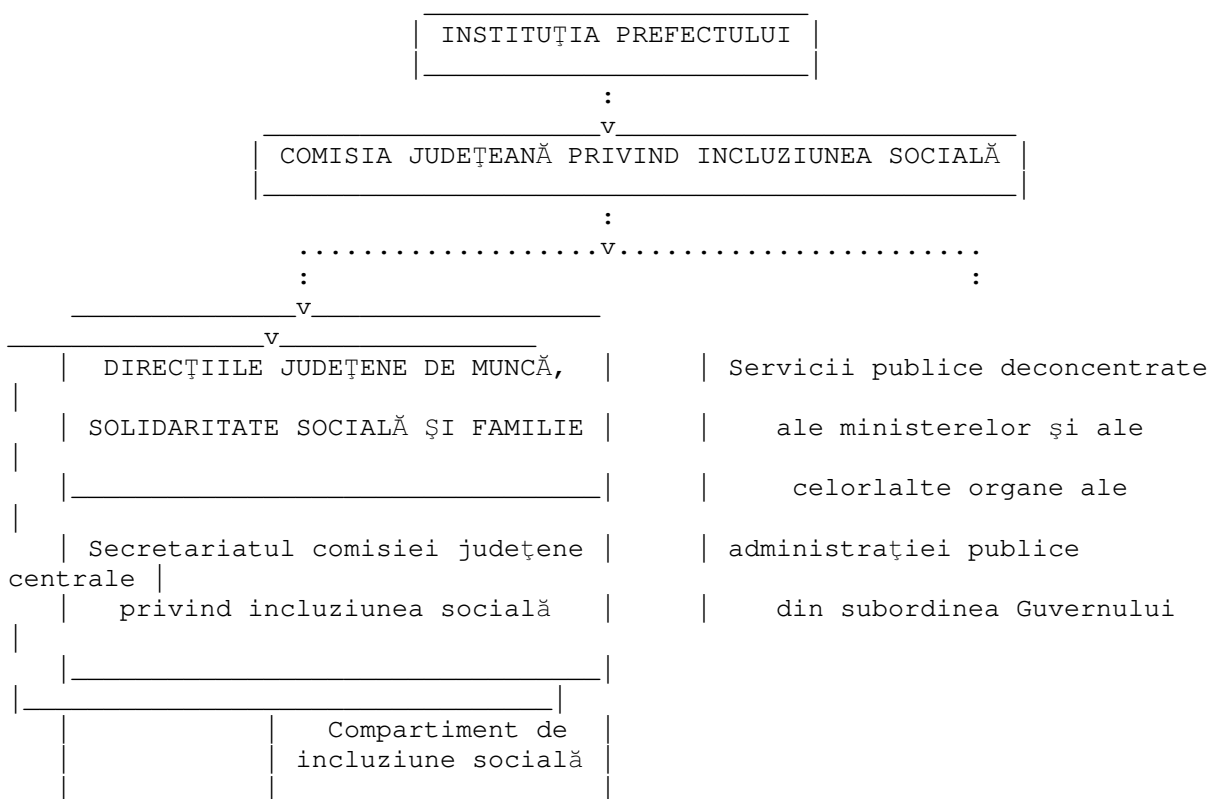 INSTITUŢIA PREFECTULUI
:
v
COMISIA JUDEŢEANĂ PRIVIND INCLUZIUNEA SOCIALĂ
:
...................v.......................
: :
v
v
DIRECŢIILE JUDEŢENE DE MUNCĂ, | | Servicii publice deconcentrate
|
| SOLIDARITATE SOCIALĂ ŞI FAMILIE | | ale ministerelor şi ale
|
| | | celorlalte organe ale
|
| Secretariatul comisiei judeţene | | administraţiei publice
centrale |
| privind incluziunea socială | | din subordinea Guvernului
|
| Compartiment de |
| incluziune socială |